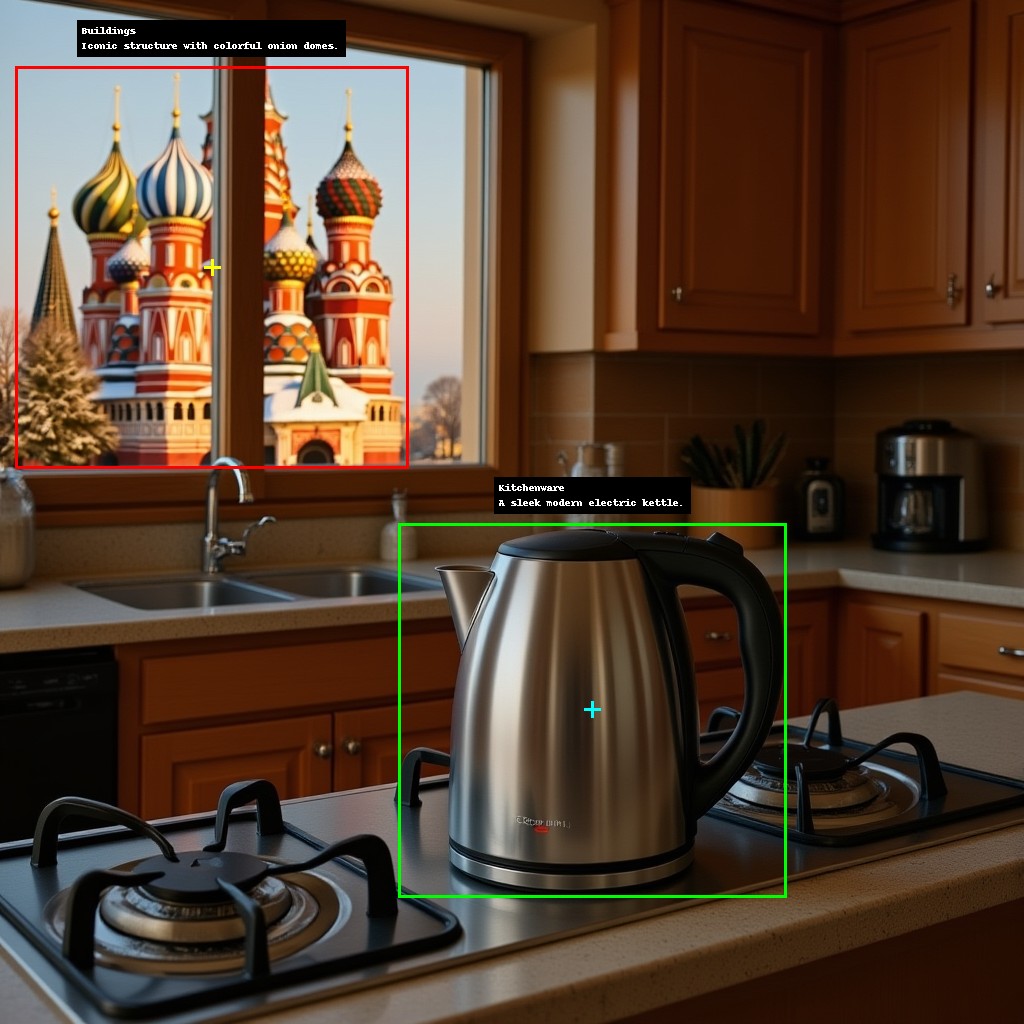 Buildings
Iconic structure with colorful onion domes.
Kitchenware
A sleek modern electric kettle.